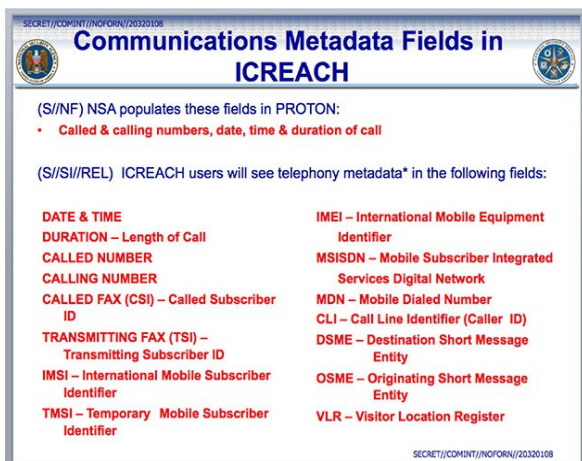 SECRET//COMINT//NOFORN//20320108
Communications Metadata Fields in
ICREACH
(S//NF) NSA populates these fields in PROTON:
• Called & calling numbers, date, time & duration of call
(S//SI//REL) ICREACH users will see telephony metadata* in the following fields:
DATE & TIME
DURATION – Length of Call
CALLED NUMBER
CALLING NUMBER
CALLED FAX (CSI) – Called Subscriber
ID
TRANSMITTING FAX (TSI) –
Transmitting Subscriber ID
IMSI – International Mobile Subscriber
Identifier
TMSI – Temporary Mobile Subscriber
Identifier
IMEI – International Mobile Equipment
Identifier
MSISDN – Mobile Subscriber Integrated
Services Digital Network
MDN – Mobile Dialed Number
CLI – Call Line Identifier (Caller ID)
DSME – Destination Short Message
Entity
OSME – Originating Short Message
Entity
VLR – Visitor Location Register
SECRET//COMINT//NOFORN//20320108